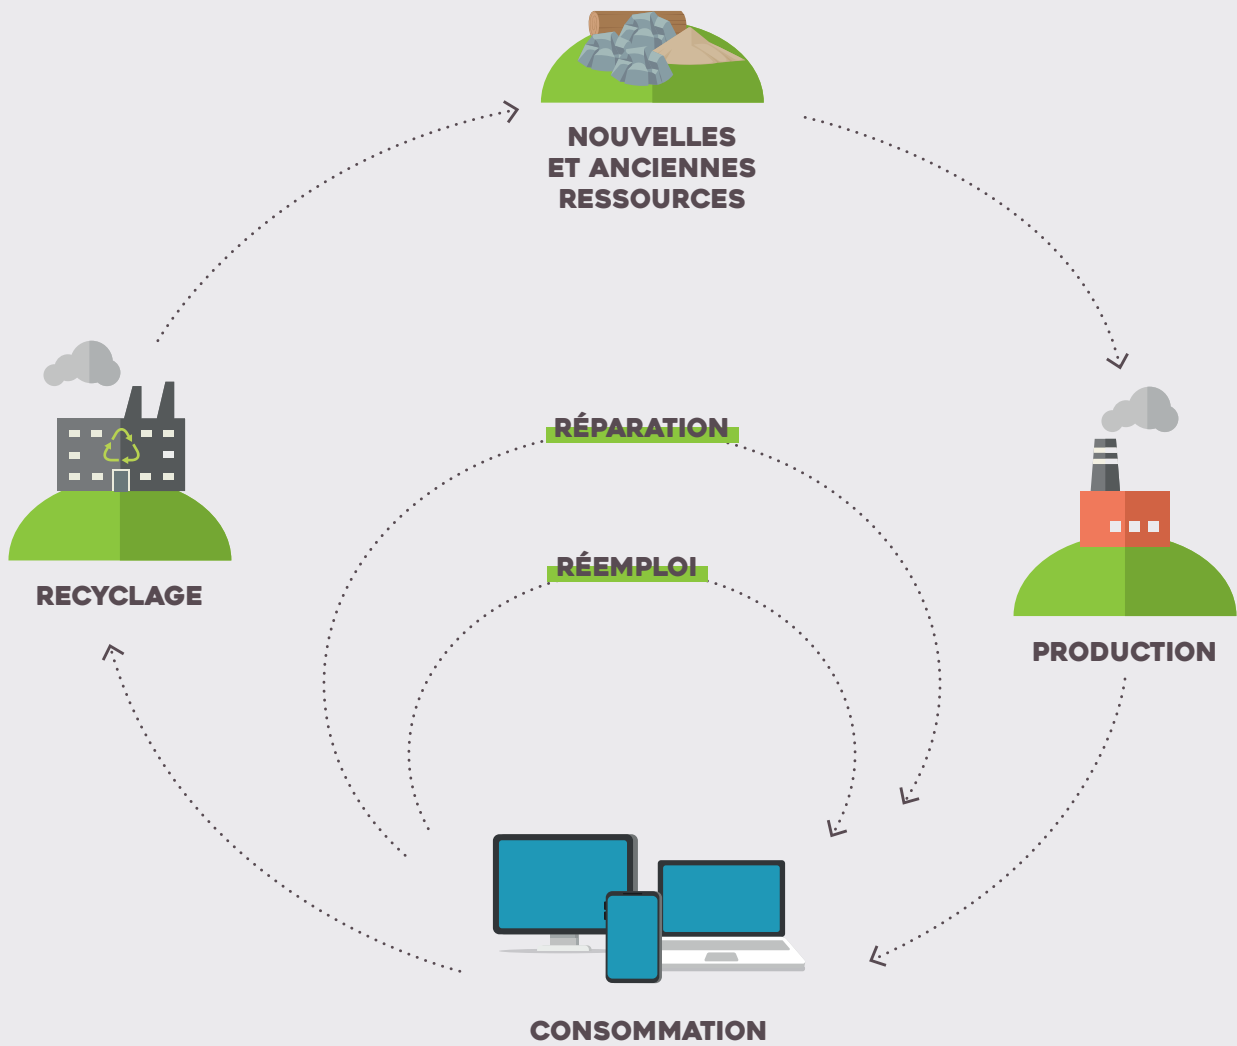 NOUVELLES
ET ANCIENNES
RESSOURCES
RÉPARATION
RÉEMPLOI
RECYCLAGE
PRODUCTION
CONSOMMATION